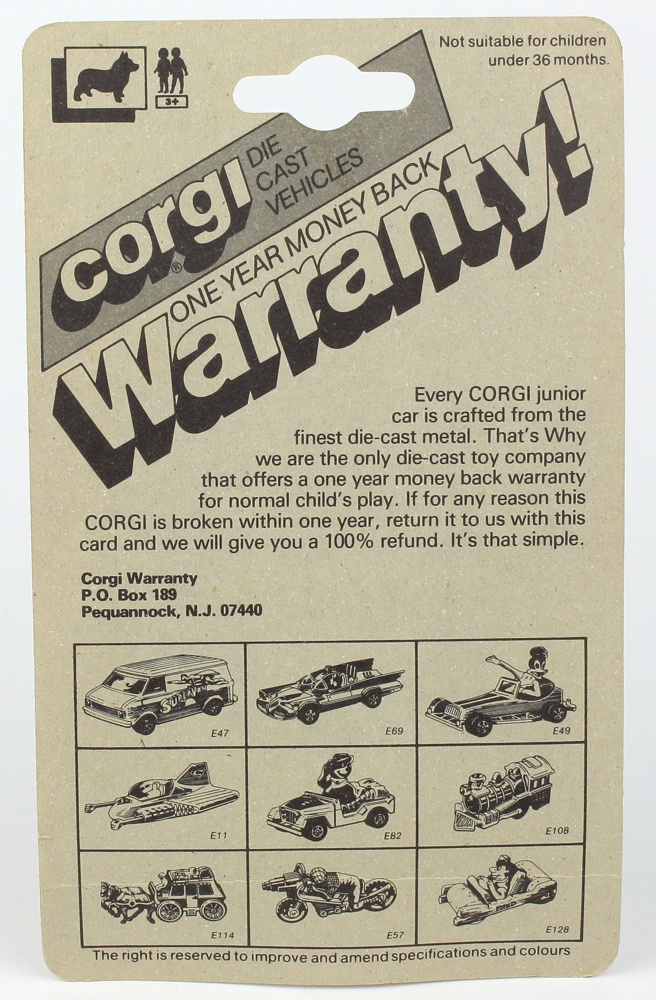 Not suitable for children
under 36 months.
3+
corgi®
DIE
CAST
VEHICLES
ONE YEAR MONEY BACK
Warranty!
Every CORGI junior
car is crafted from the
finest die-cast metal. That's Why
we are the only die-cast toy company
that offers a one year money back warranty
for normal child's play. If for any reason this
CORGI is broken within one year, return it to us with this
card and we will give you a 100% refund. It's that simple.
Corgi Warranty
P.O. Box 189
Pequannock, N.J. 07440
SUPERVAN
E47
E69
E49
E11
E82
E108
E114
E57
E128
The right is reserved to improve and amend specifications and colours